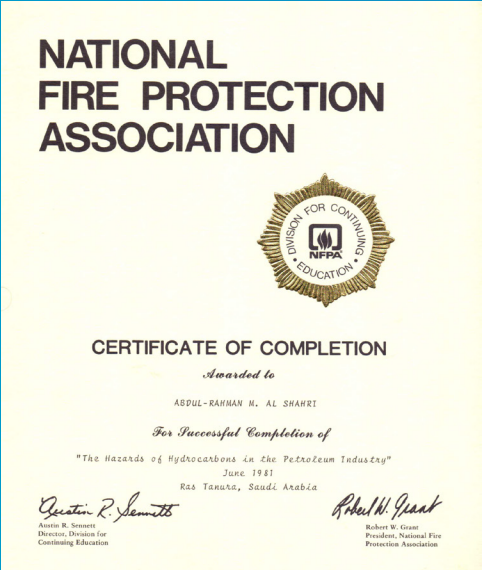 NATIONAL
FIRE PROTECTION
ASSOCIATION
DIVISION FOR CONTINUING
• EDUCATION •
NFPA
CERTIFICATE OF COMPLETION
Awarded to
ABDUL-RAHMAN M. AL SHAHRI
For Successful Completion of
"The Hazards of Hydrocarbons in the Petroleum Industry"
June 1981
Ras Tanura, Saudi Arabia
Austin R. Sennett
Robert W. Grant
Austin R. Sennett
Director, Division for
Continuing Education
Robert W. Grant
President, National Fire
Protection Association